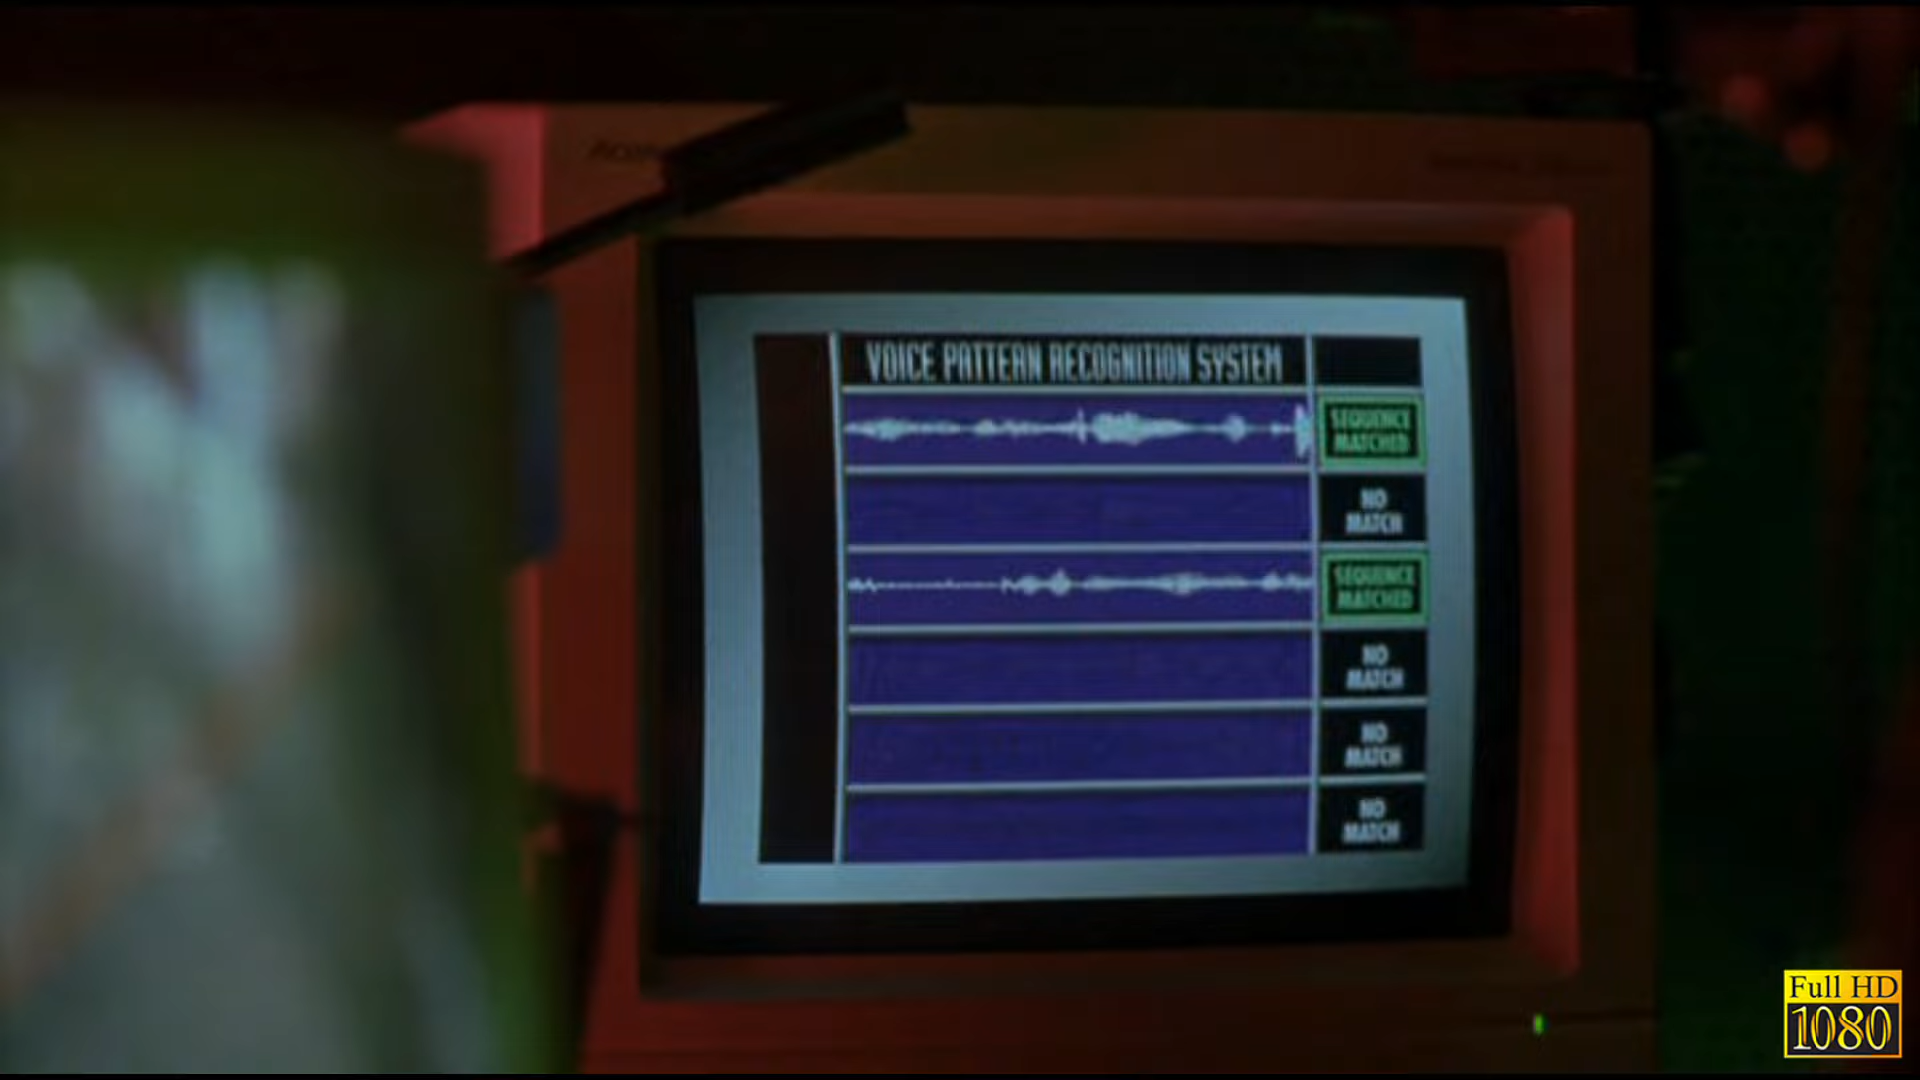 VOICE PATTERN RECOGNITION SYSTEM
SEQUENCE
MATCHED
NO
MATCH
SEQUENCE
MATCHED
NO
MATCH
NO
MATCH
NO
MATCH
Full HD
1080